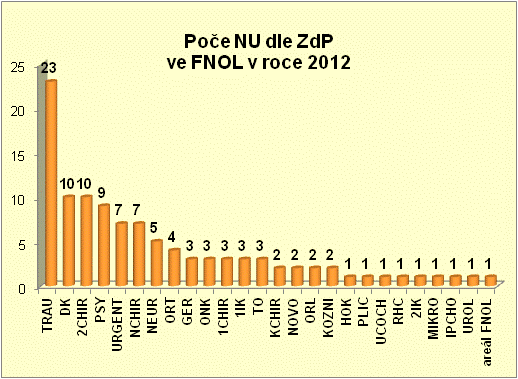 Poče NU dle ZdP
ve FNOL v roce 2012
25
20
15
10
5
0
23
10
10
9
7
7
5
4
3
3
3
3
3
2
2
2
2
1
1
1
1
1
1
1
1
1
TRAU
DK
2CHIR
PSY
URGENT
NCHIR
NEUR
ORT
GER
ONK
1CHIR
1IK
TO
KCHIR
NOVO
ORL
KOZNI
HOK
PLIC
UCOCH
RHC
2IK
MIKRO
IPCHO
UROL
areal FNOL